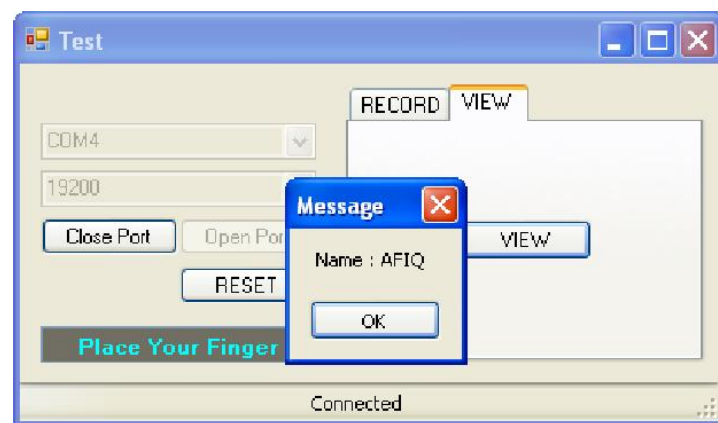 Test
RECORD VIEW
COM4
19200
Message
Close Port
Open Por
VIEW
Name : AFIQ
RESET
OK
Place Your Finger
Connected